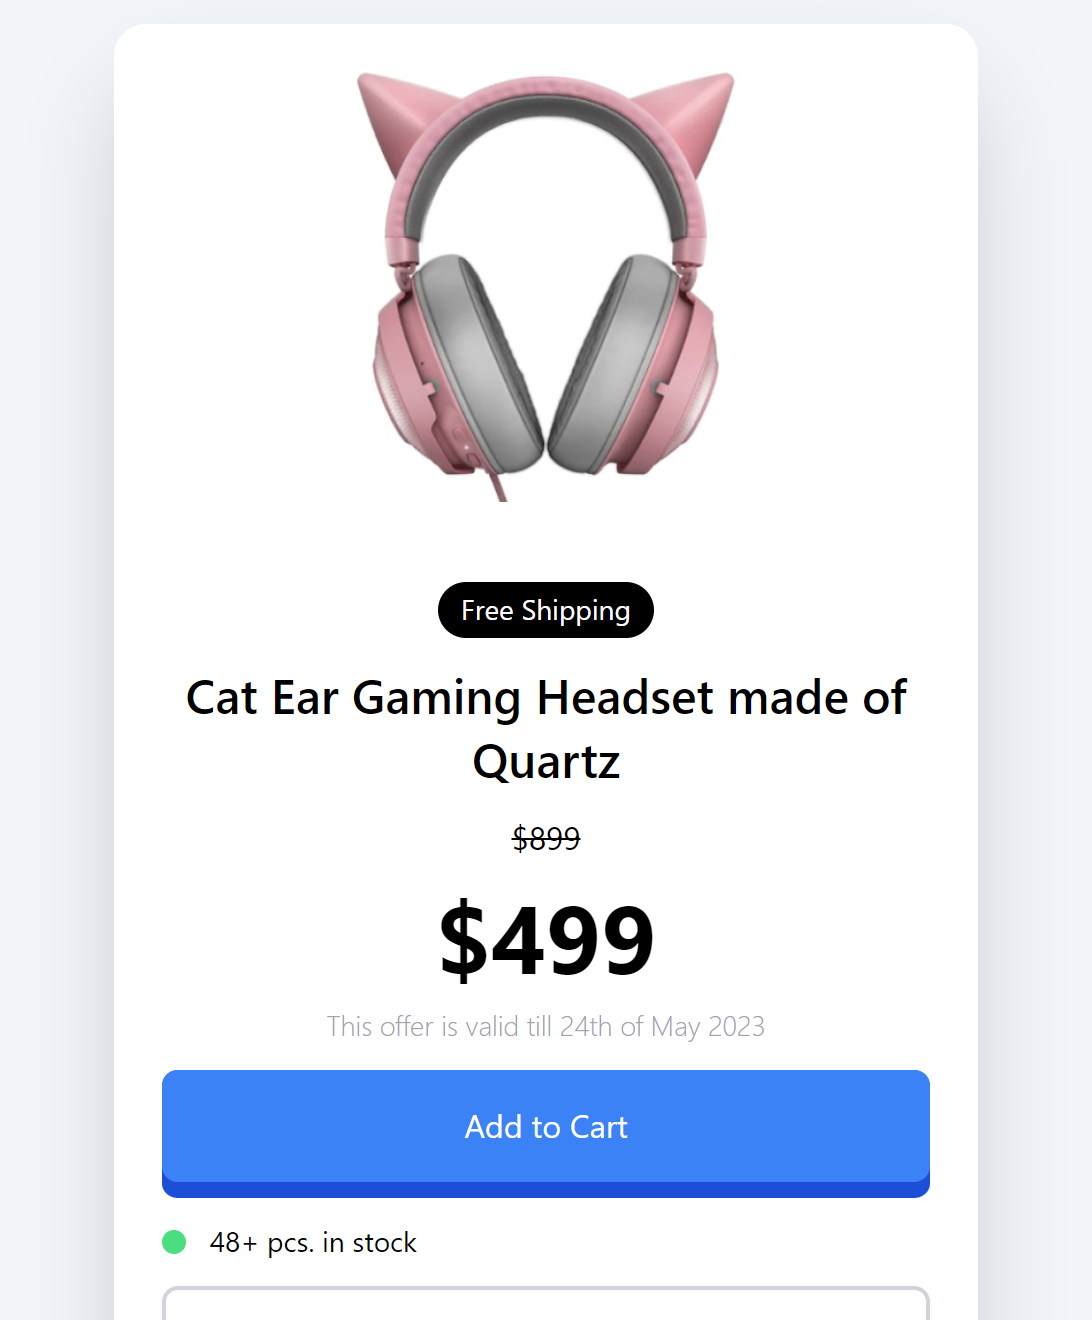 Free Shipping
Cat Ear Gaming Headset made of
Quartz
$899
$499
This offer is valid till 24th of May 2023
Add to Cart
48+ pcs. in stock